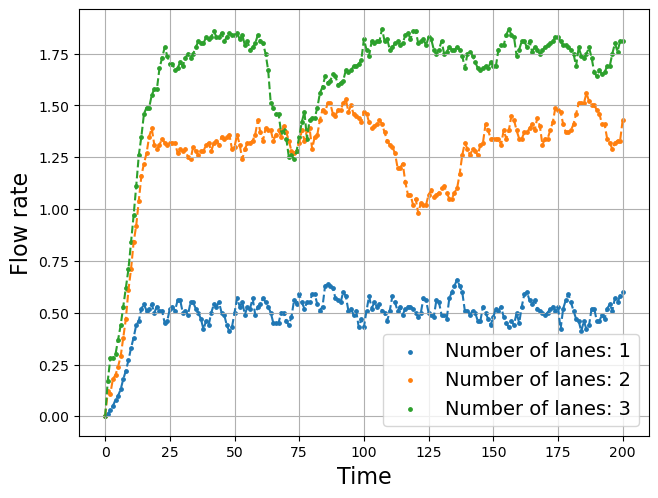 1.75
1.50
1.25
1.00
0.75
0.50
0.25
0.00
Flow rate
Number of lanes: 1
Number of lanes: 2
Number of lanes: 3
0 25 50 75 100 125 150 175 200
Time